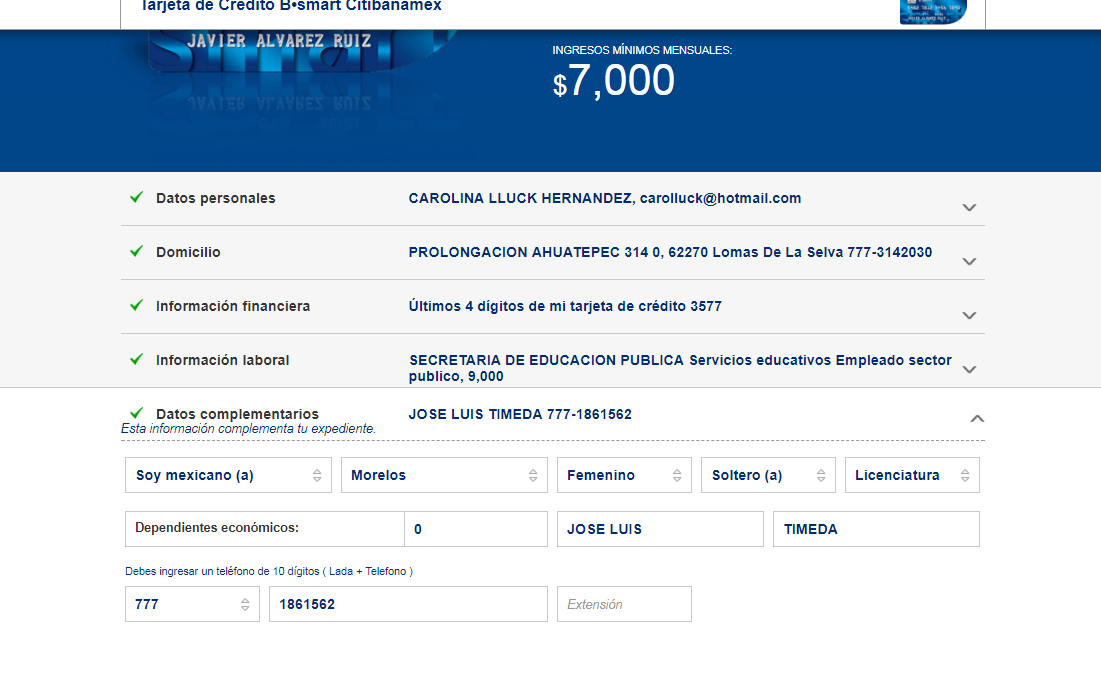 Tarjeta de Crédito B•smart Citibanamex
JAVIER ALVAREZ RUIZ
INGRESOS MÍNIMOS MENSUALES:
$7,000
Datos personales CAROLINA LLUCK HERNANDEZ, carolluck@hotmail.com
Domicilio PROLONGACION AHUATEPEC 314 0, 62270 Lomas De La Selva 777-3142030
Información financiera Últimos 4 dígitos de mi tarjeta de crédito 3577
Información laboral SECRETARIA DE EDUCACION PUBLICA Servicios educativos Empleado sector
publico, 9,000
Datos complementarios JOSE LUIS TIMEDA 777-1861562
Esta información complementa tu expediente.
Soy mexicano (a) Morelos Femenino Soltero (a) Licenciatura
Dependientes económicos: 0 JOSE LUIS TIMEDA
Debes ingresar un teléfono de 10 dígitos ( Lada + Telefono )
777 1861562 Extensión